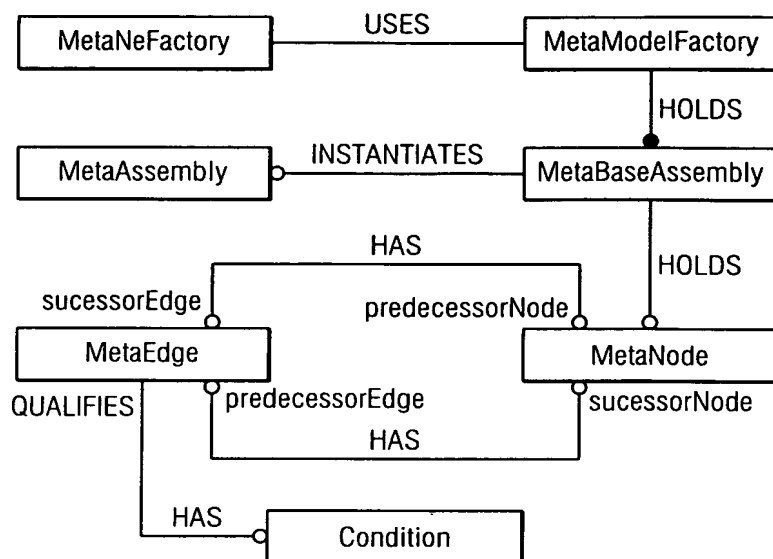 MetaNeFactory
USES
MetaModelFactory
HOLDS
MetaAssembly
INSTANTIATES
MetaBaseAssembly
HAS
HOLDS
sucessorEdge
predecessorNode
MetaEdge
MetaNode
QUALIFIES
predecessorEdge
sucessorNode
HAS
HAS
Condition